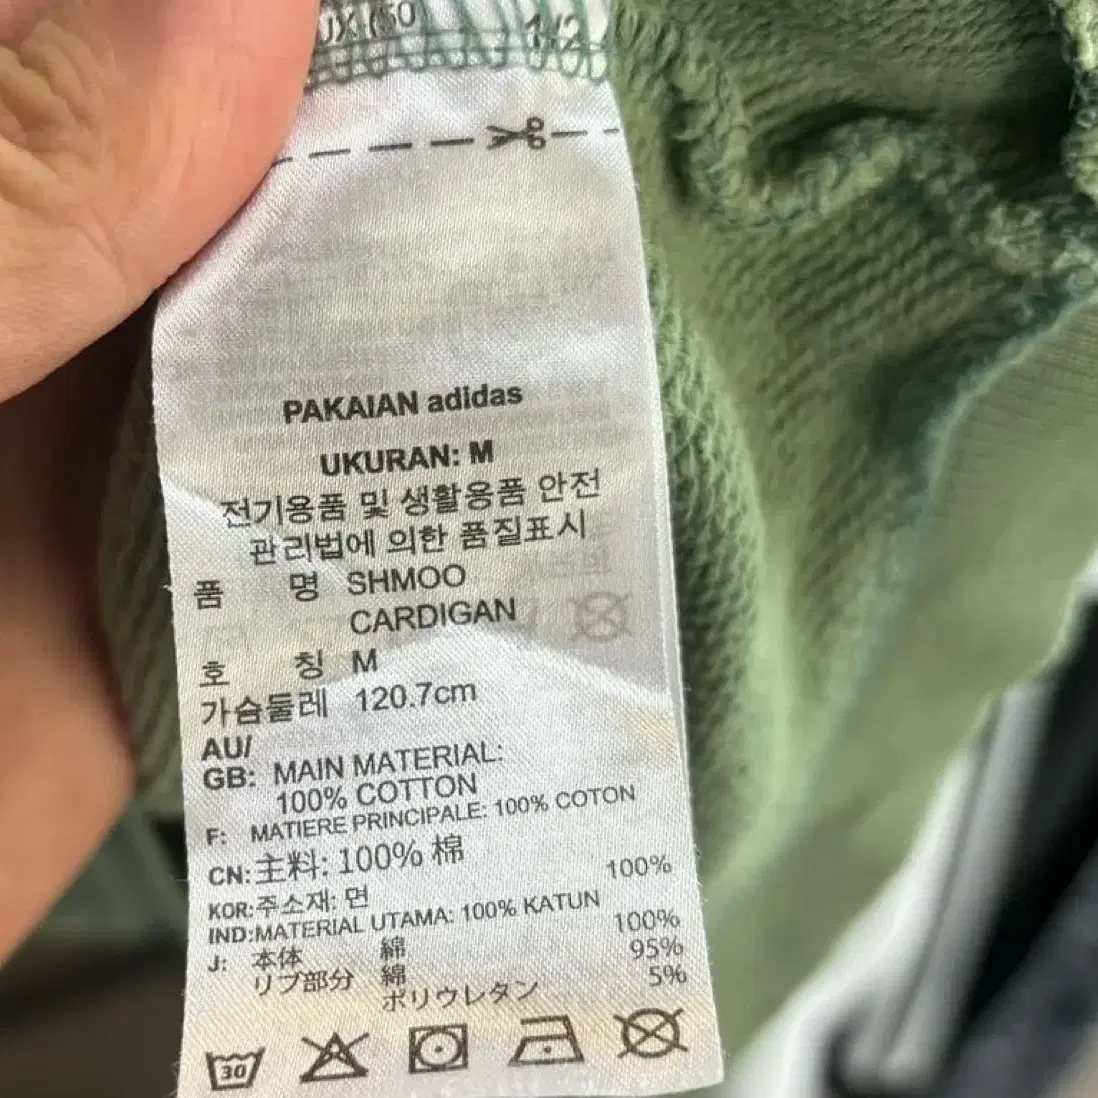 1/2
PAKAIAN adidas
UKURAN: M
전기용품 및 생활용품 안전
관리법에 의한 품질표시
품 명 SHMOO
CARDIGAN
호 칭 M
가슴둘레 120.7cm
AU/
GB: MAIN MATERIAL:
100% COTTON
F: MATIERE PRINCIPALE: 100% COTON
CN:主料: 100% 棉
KOR:주소재: 면 100%
IND:MATERIAL UTAMA: 100% KATUN
J: 本体 綿 100%
リブ部分 綿 95%
ポリウレタン 5%
30